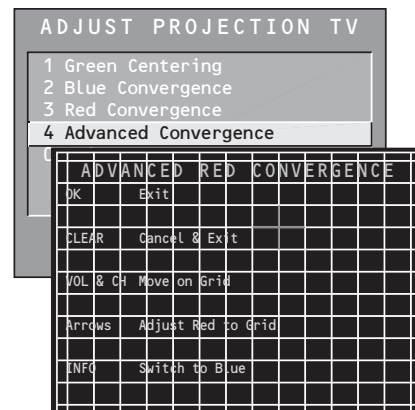 ADJUST PROJECTION TV
1 Green Centering
2 Blue Convergence
3 Red Convergence
4 Advanced Convergence
ADVANCED RED CONVERGENCE
OK Exit
CLEAR Cancel & Exit
VOL & CH Move on Grid
Arrows Adjust Red to Grid
INFO Switch to Blue